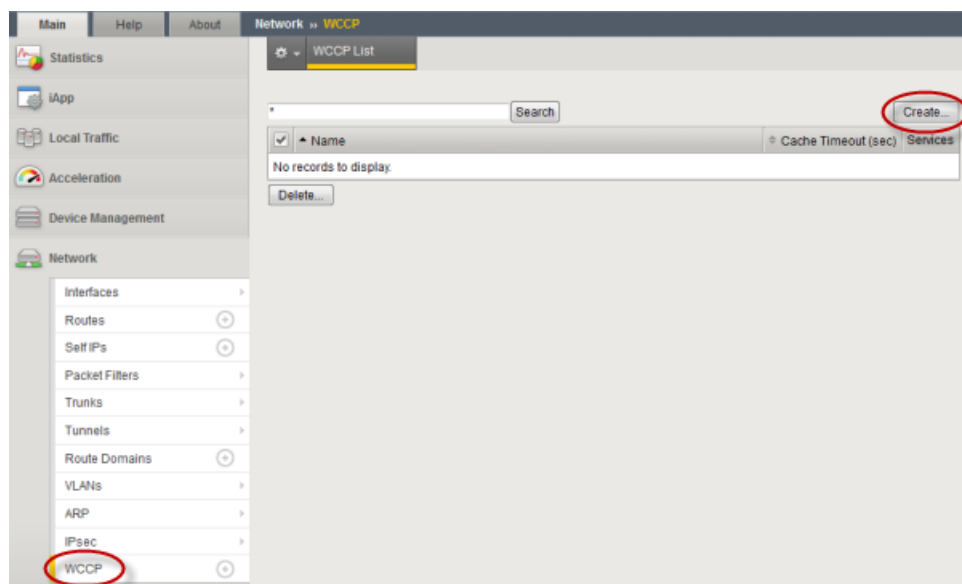 Main Help About Network » WCCP
WCCP List
Statistics
iApp
Local Traffic
Acceleration
Device Management
Network
Interfaces
Routes
Self IPs
Packet Filters
Trunks
Tunnels
Route Domains
VLANs
ARP
IPsec
WCCP
* Search Create...
Name Cache Timeout (sec) Services
No records to display.
Delete...